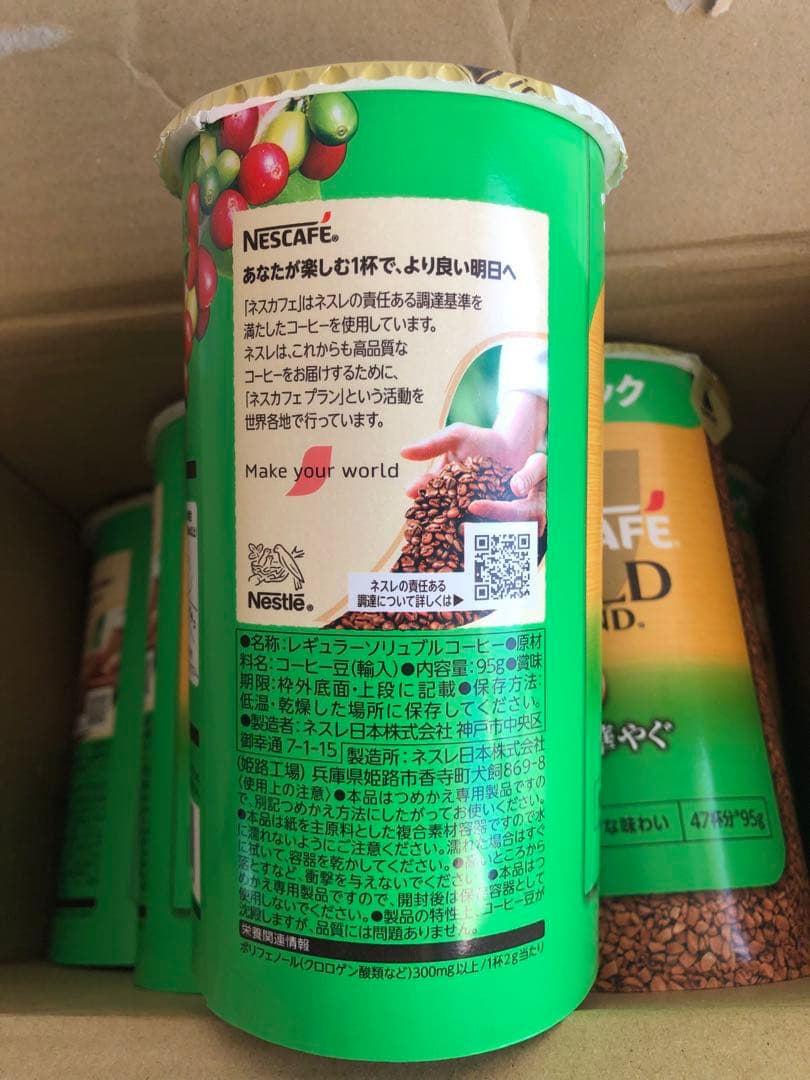 NESCAFÉ®
あなたが楽しむ1杯で、より良い明日へ
「ネスカフェ」はネスレの責任ある調達基準を
満たしたコーヒーを使用しています。
ネスレは、これからも高品質な
コーヒーをお届けするために、
「ネスカフェ プラン」という活動を
世界各地で行っています。
Make your world
Nestlé®
ネスレの責任ある
調達について詳しくは▶
●名称：レギュラーソリュブルコーヒー●原材
料名：コーヒー豆(輸入)●内容量：95g●賞味
期限：枠外底面・上段に記載●保存方法：
低温・乾燥した場所に保存してください。
●製造者：ネスレ日本株式会社 神戸市中央区
御幸通 7-1-15 製造所：ネスレ日本株式会社
(姫路工場) 兵庫県姫路市香寺町犬飼869-8
〈使用上の注意〉●本品はつめかえ専用製品ですの
で、別記つめかえ方法にしたがってお使いください。
●本品は紙を主原料とした複合素材容器ですので水
に濡れないようにご注意ください。濡れた場合はすぐ
に拭いて、容器を乾かしてください。●高いところから
落とすなど、衝撃を与えないでください。●本品はつ
めかえ専用製品ですので、開封後は保存容器として
使用しないでください。●製品の特性上、コーヒー豆が
沈殿しますが、品質には問題ありません。
栄養関連情報
ポリフェノール(クロロゲン酸類など)300mg以上/1杯2g当たり
ック
AFÉ
LD
ND®
やぐ
な味わい
47杯分*95g